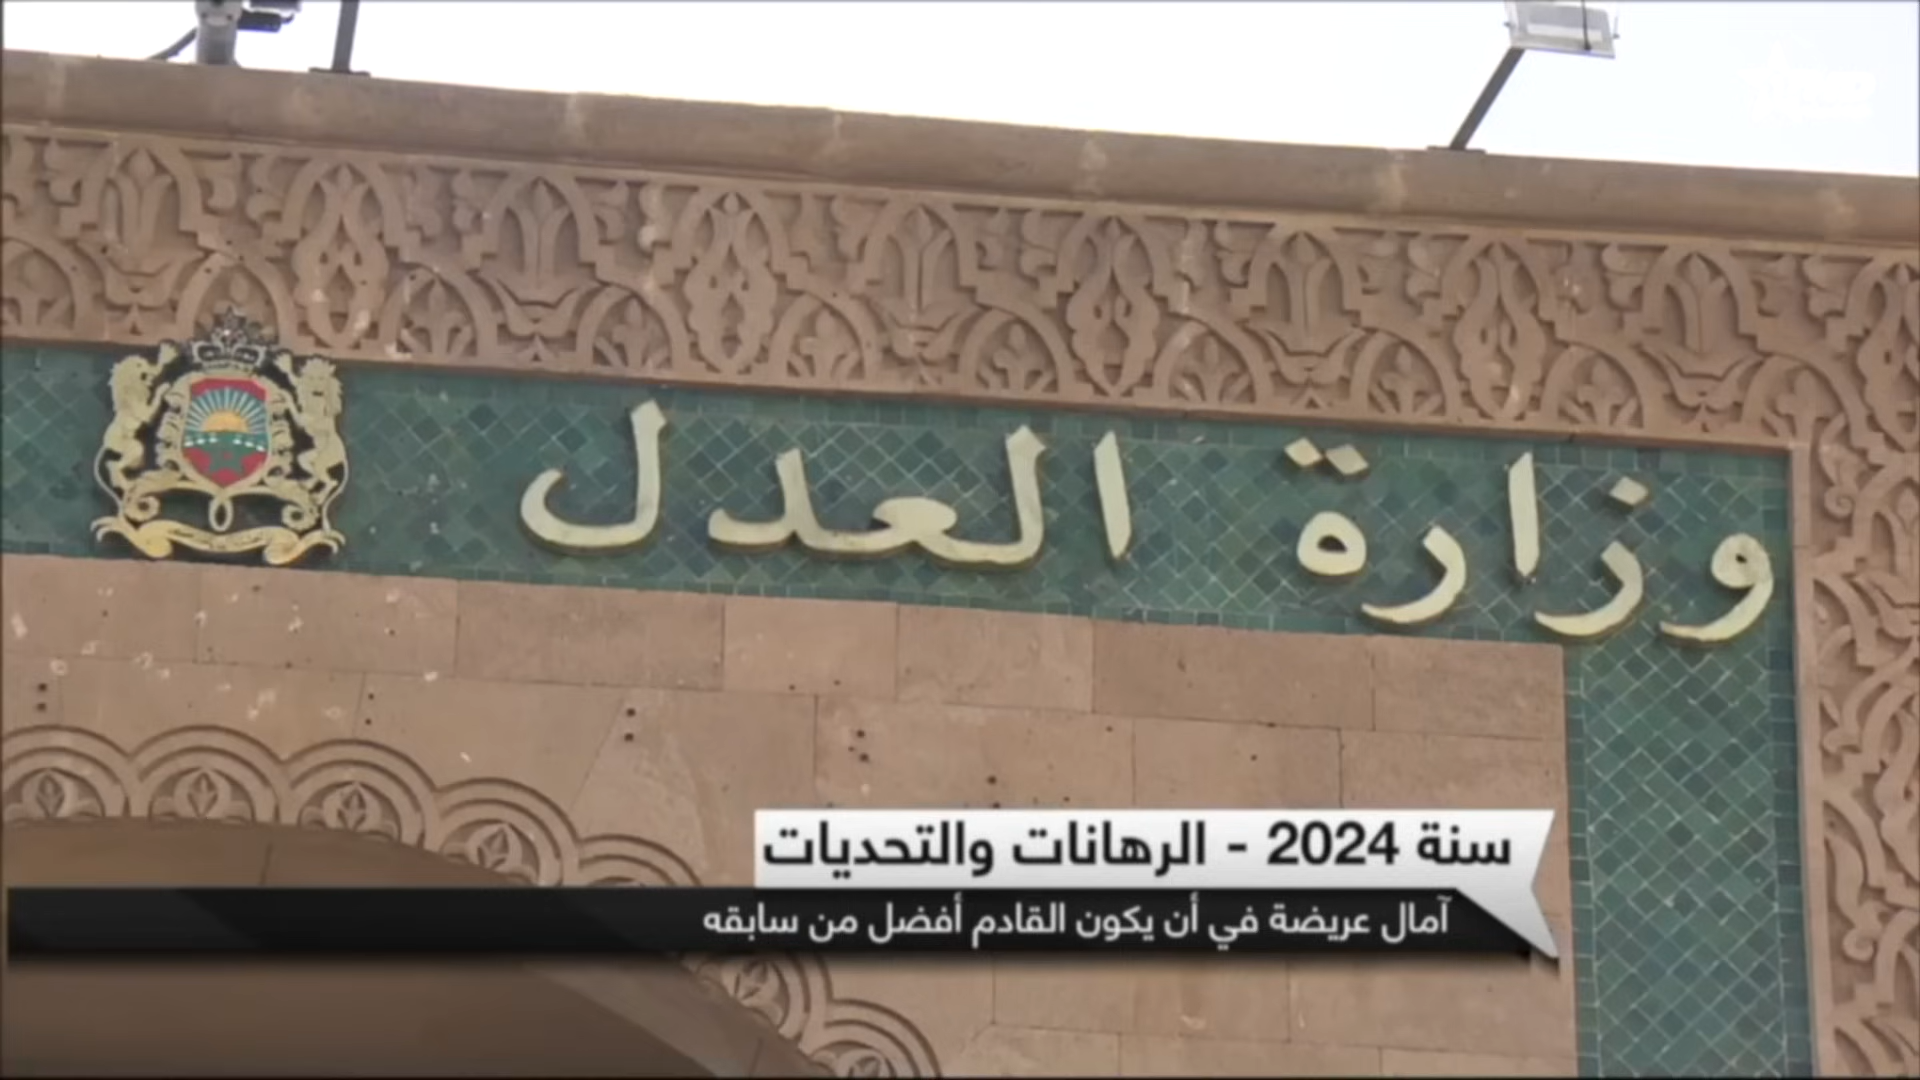 وزارة العدل
سنة 2024 - الرهانات والتحديات
آمال عريضة في أن يكون القادم أفضل من سابقه